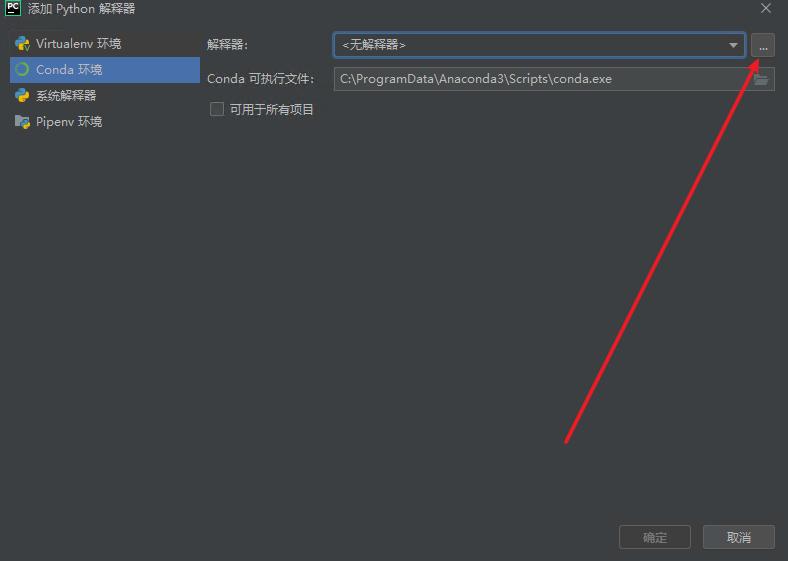 PC 添加 Python 解释器
Virtualenv 环境
Conda 环境
系统解释器
Pipenv 环境
解释器: <无解释器> ...
Conda 可执行文件: C:\ProgramData\Anaconda3\Scripts\conda.exe
可用于所有项目
确定 取消